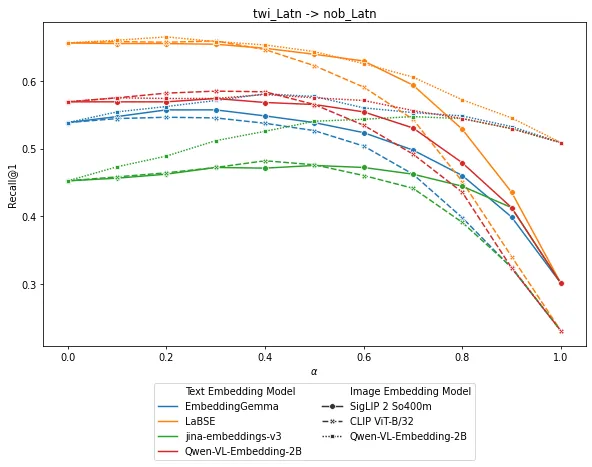 twi_Latn -> nob_Latn
Recall@1
0.6
0.5
0.4
0.3
0.0
0.2
0.4
0.6
0.8
1.0
α
Text Embedding Model
EmbeddingGemma
LaBSE
jina-embeddings-v3
Qwen-VL-Embedding-2B
Image Embedding Model
SigLIP 2 So400m
CLIP ViT-B/32
Qwen-VL-Embedding-2B